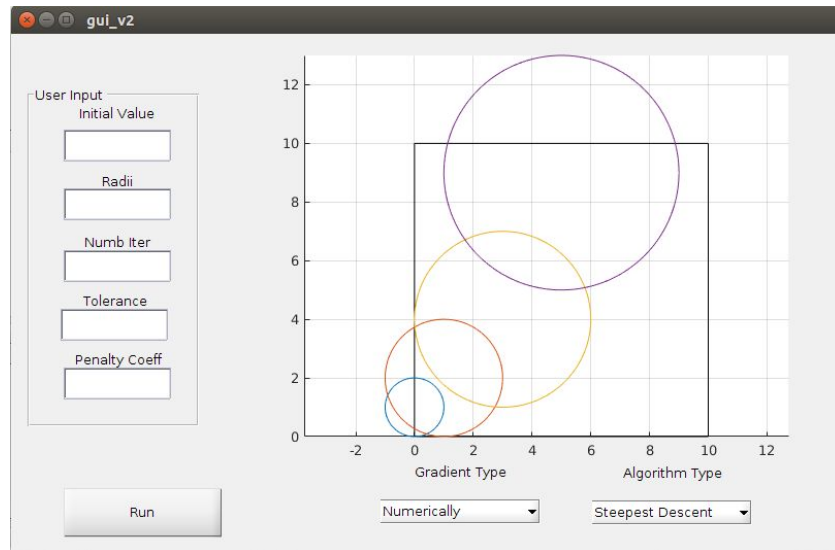 gui_v2
User Input
Initial Value
Radii
Numb Iter
Tolerance
Penalty Coeff
Run
12
10
8
6
4
2
0
-2 0 2 4 6 8 10 12
Gradient Type Algorithm Type
Numerically Steepest Descent